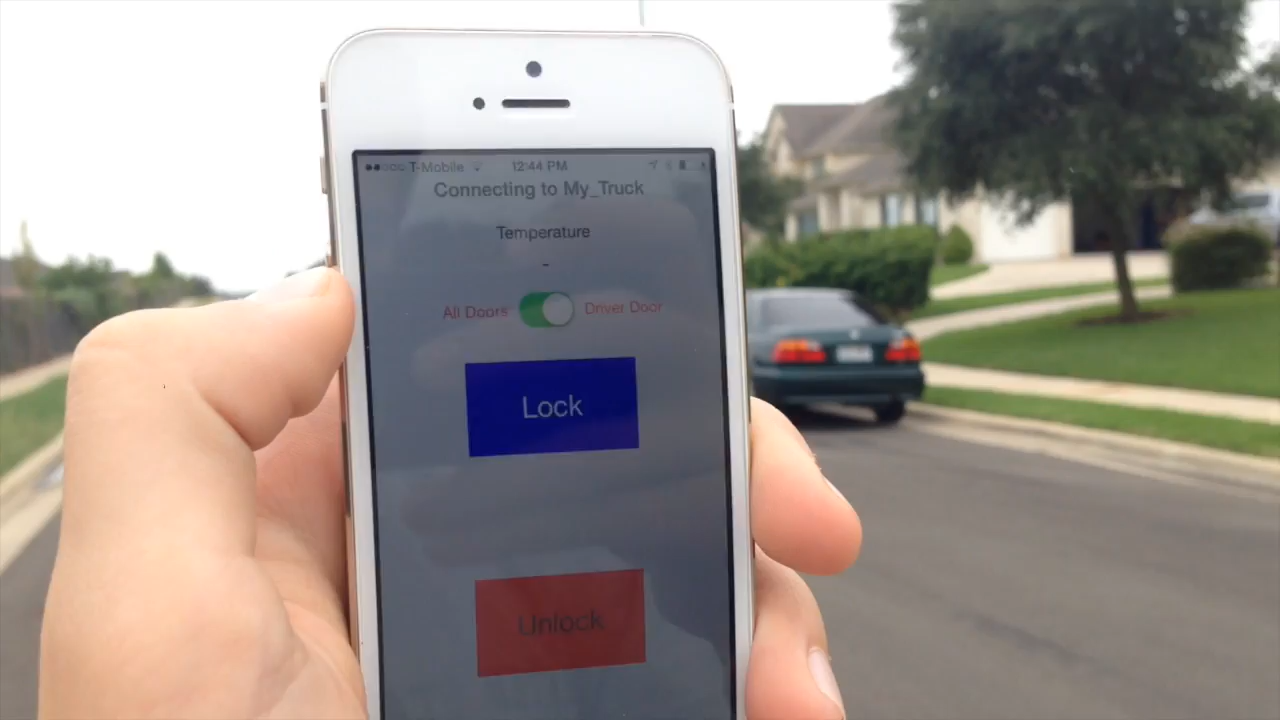 T-Mobile 12:44 PM
Connecting to My_Truck
Temperature
-
All Doors Driver Door
Lock
Unlock